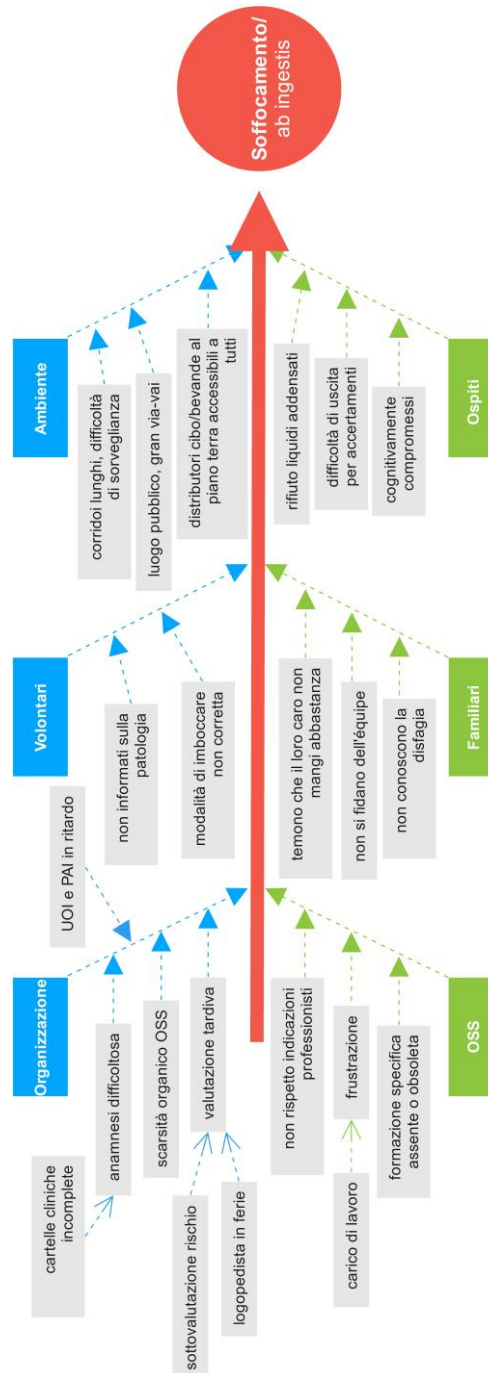 Organizzazione
cartelle cliniche
incomplete
anamnesi difficoltosa
UOI e PAI in ritardo
scarsità organico OSS
valutazione tardiva
sottovalutazione rischio
logopedista in ferie
Volontari
non informati sulla
patologia
modalità di imboccare
non corretta
Ambiente
corridoi lunghi, difficoltà
di sorveglianza
luogo pubblico, gran via-vai
distributori cibo/bevande al
piano terra accessibili a
tutti
Soffocamento/
ab ingestis
non rispetto indicazioni
professionisti
frustrazione
carico di lavoro
formazione specifica
assente o obsoleta
OSS
temono che il loro caro non
mangi abbastanza
non si fidano dell'équipe
non conoscono la
disfagia
Familiari
rifiuto liquidi addensati
difficoltà di uscita
per accertamenti
cognitivamente
compromessi
Ospiti